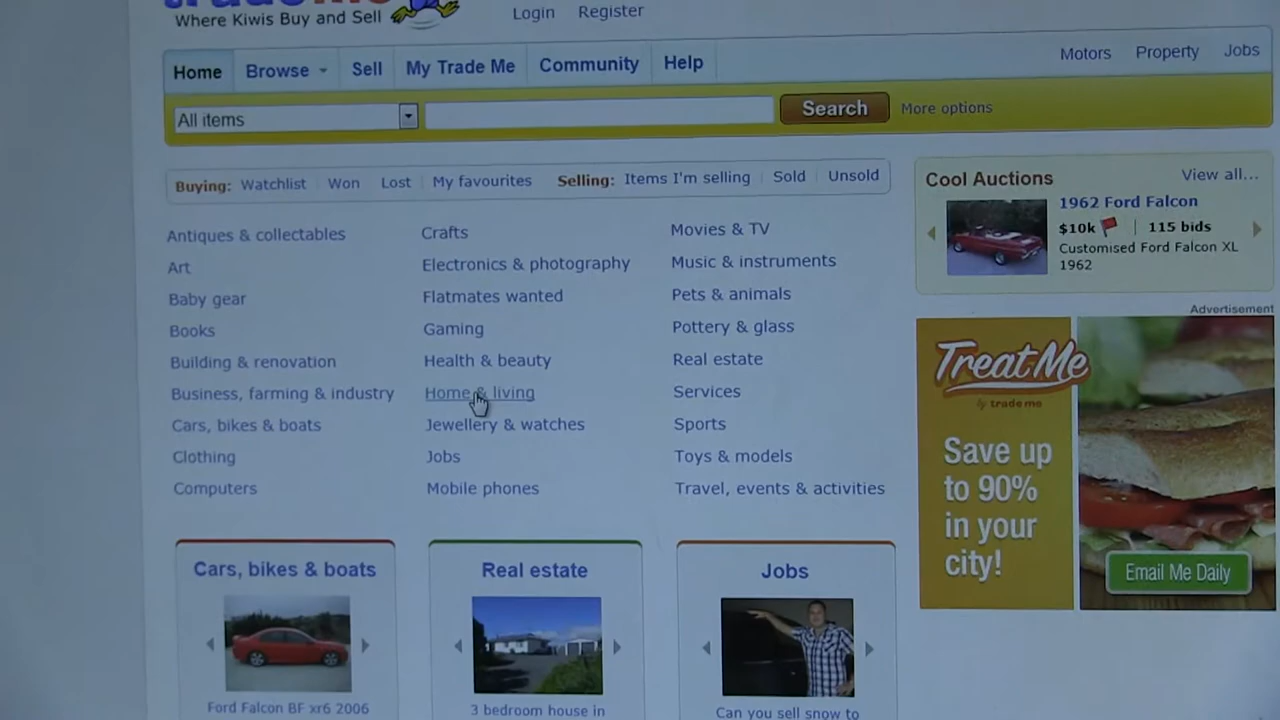 Where Kiwis Buy and Sell
Login Register
Home Browse Sell My Trade Me Community Help
Motors Property Jobs
All items Search More options
Buying: Watchlist Won Lost My favourites Selling: Items I'm selling Sold Unsold
Antiques & collectables
Art
Baby gear
Books
Building & renovation
Business, farming & industry
Cars, bikes & boats
Clothing
Computers
Crafts
Electronics & photography
Flatmates wanted
Gaming
Health & beauty
Home & living
Jewellery & watches
Jobs
Mobile phones
Movies & TV
Music & instruments
Pets & animals
Pottery & glass
Real estate
Services
Sports
Toys & models
Travel, events & activities
Cool Auctions View all...
1962 Ford Falcon
$10k 115 bids
Customised Ford Falcon XL
1962
Advertisement
Treat Me
by trade me
Save up
to 90%
in your
city!
Email Me Daily
Cars, bikes & boats
Ford Falcon BF xr6 2006
Real estate
3 bedroom house in
Jobs
Can you sell snow to